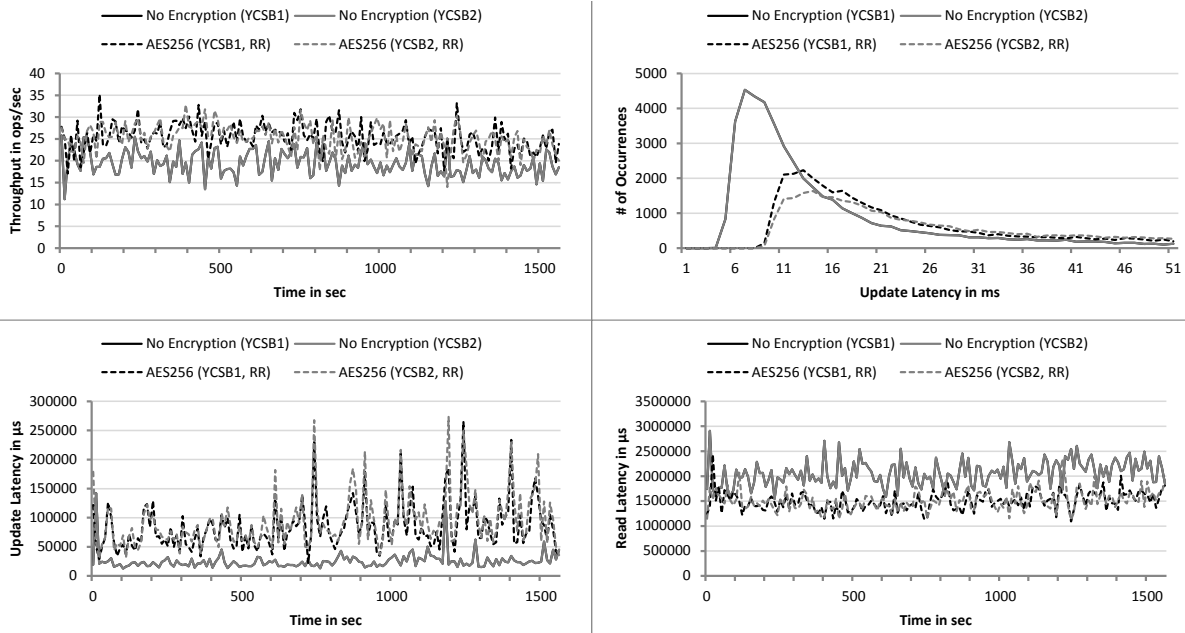 No Encryption (YCSB1) No Encryption (YCSB2)
AES256 (YCSB1, RR) AES256 (YCSB2, RR)
Throughput in ops/sec
40
35
30
25
20
15
10
5
0
0 500 1000 1500
Time in sec
No Encryption (YCSB1) No Encryption (YCSB2)
AES256 (YCSB1, RR) AES256 (YCSB2, RR)
# of Occurrences
5000
4000
3000
2000
1000
0
1 6 11 16 21 26 31 36 41 46 51
Update Latency in ms
No Encryption (YCSB1) No Encryption (YCSB2)
AES256 (YCSB1, RR) AES256 (YCSB2, RR)
Update Latency in µs
300000
250000
200000
150000
100000
50000
0
0 500 1000 1500
Time in sec
No Encryption (YCSB1) No Encryption (YCSB2)
AES256 (YCSB1, RR) AES256 (YCSB2, RR)
Read Latency in µs
3500000
3000000
2500000
2000000
1500000
1000000
500000
0
0 500 1000 1500
Time in sec